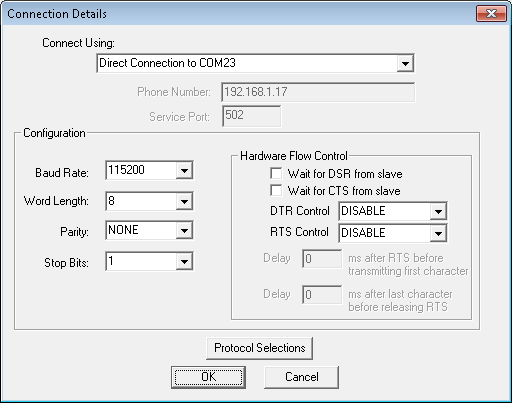 Connection Details
Connect Using:
Direct Connection to COM23
Phone Number: 192.168.1.17
Service Port: 502
Configuration
Baud Rate: 115200
Word Length: 8
Parity: NONE
Stop Bits: 1
Hardware Flow Control
Wait for DSR from slave
Wait for CTS from slave
DTR Control DISABLE
RTS Control DISABLE
Delay 0 ms after RTS before
transmitting first character
Delay 0 ms after last character
before releasing RTS
Protocol Selections
OK Cancel